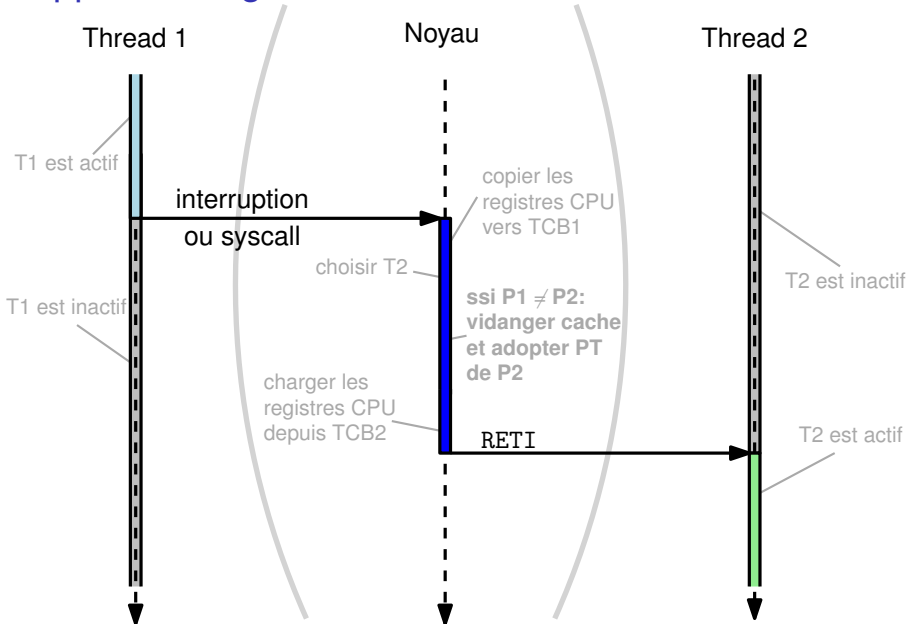 Thread 1
Noyau
Thread 2
T1 est actif
copier les
registres CPU
vers TCB1
interruption
ou syscall
choisir T2
T2 est inactif
T1 est inactif
ssi P1 ≠ P2:
vidanger cache
et adopter PT
de P2
charger les
registres CPU
depuis TCB2
RETI
T2 est actif